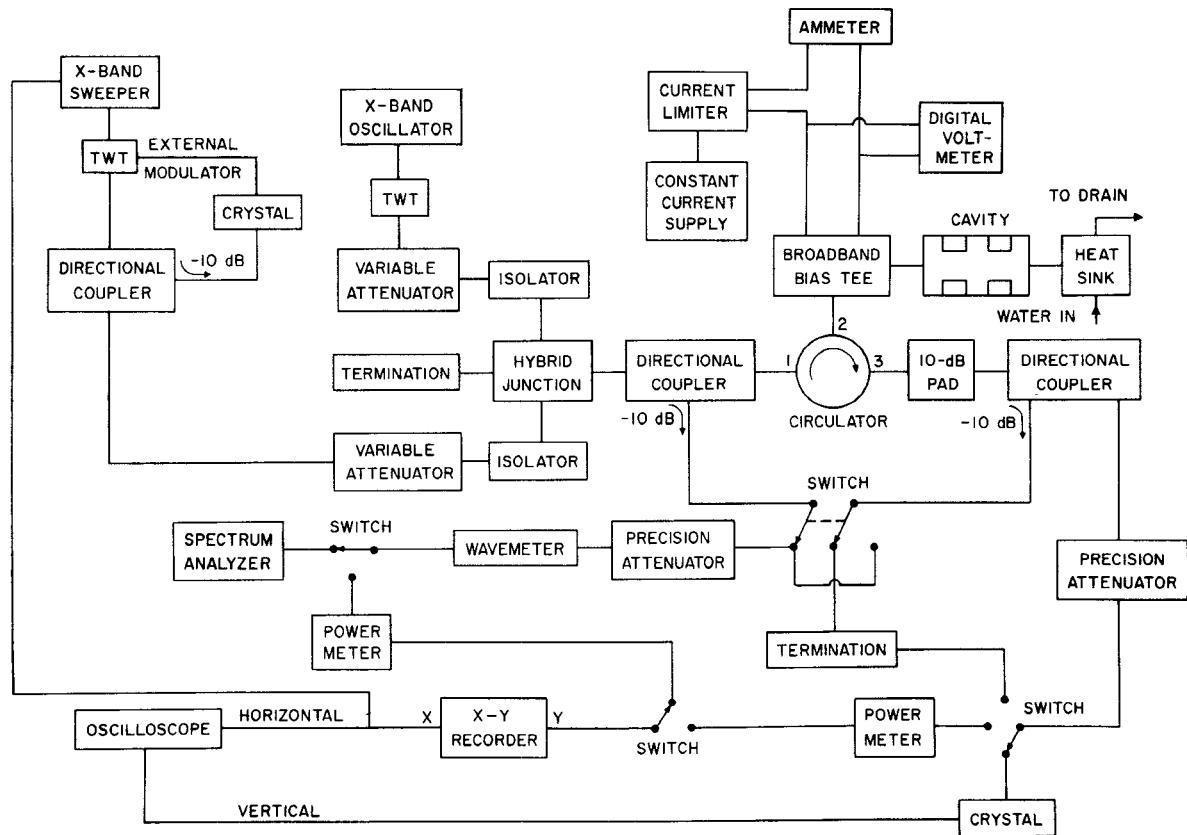 AMMETER
X-BAND
SWEEPER
CURRENT
LIMITER
X-BAND
OSCILLATOR
DIGITAL
VOLT-
METER
TWT
EXTERNAL
MODULATOR
CONSTANT
CURRENT
SUPPLY
TWT
CRYSTAL
TO DRAIN
CAVITY
DIRECTIONAL
COUPLER
-10 dB
VARIABLE
ATTENUATOR
ISOLATOR
BROADBAND
BIAS TEE
HEAT
SINK
WATER IN
2
TERMINATION
HYBRID
JUNCTION
DIRECTIONAL
COUPLER
1
3
10-dB
PAD
DIRECTIONAL
COUPLER
-10 dB
CIRCULATOR
-10 dB
VARIABLE
ATTENUATOR
ISOLATOR
SWITCH
SWITCH
SPECTRUM
ANALYZER
WAVEMETER
PRECISION
ATTENUATOR
PRECISION
ATTENUATOR
POWER
METER
TERMINATION
OSCILLOSCOPE
HORIZONTAL
X
X-Y
RECORDER
Y
SWITCH
POWER
METER
SWITCH
VERTICAL
CRYSTAL